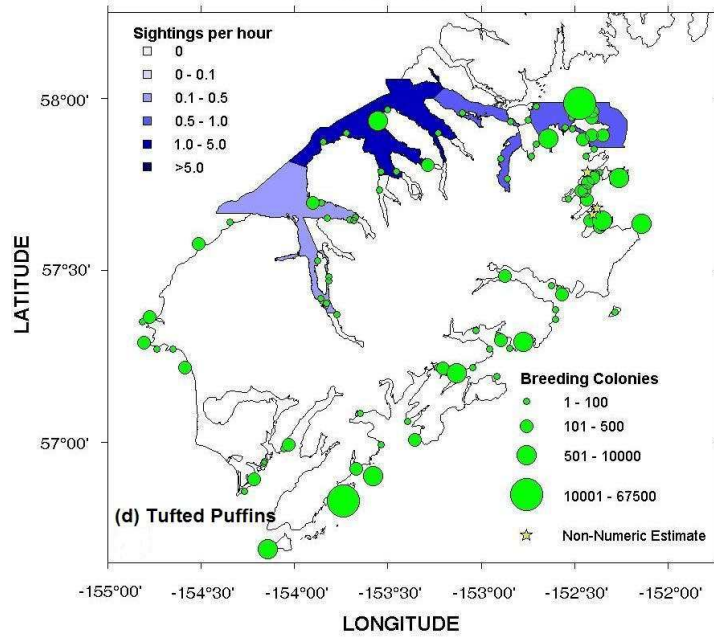 Sightings per hour
0
0 - 0.1
0.1 - 0.5
0.5 - 1.0
1.0 - 5.0
>5.0
58°00'
57°30'
57°00'
LATITUDE
Breeding Colonies
1 - 100
101 - 500
501 - 10000
10001 - 67500
Non-Numeric Estimate
(d) Tufted Puffins
-155°00' -154°30' -154°00' -153°30' -153°00' -152°30' -152°00'
LONGITUDE